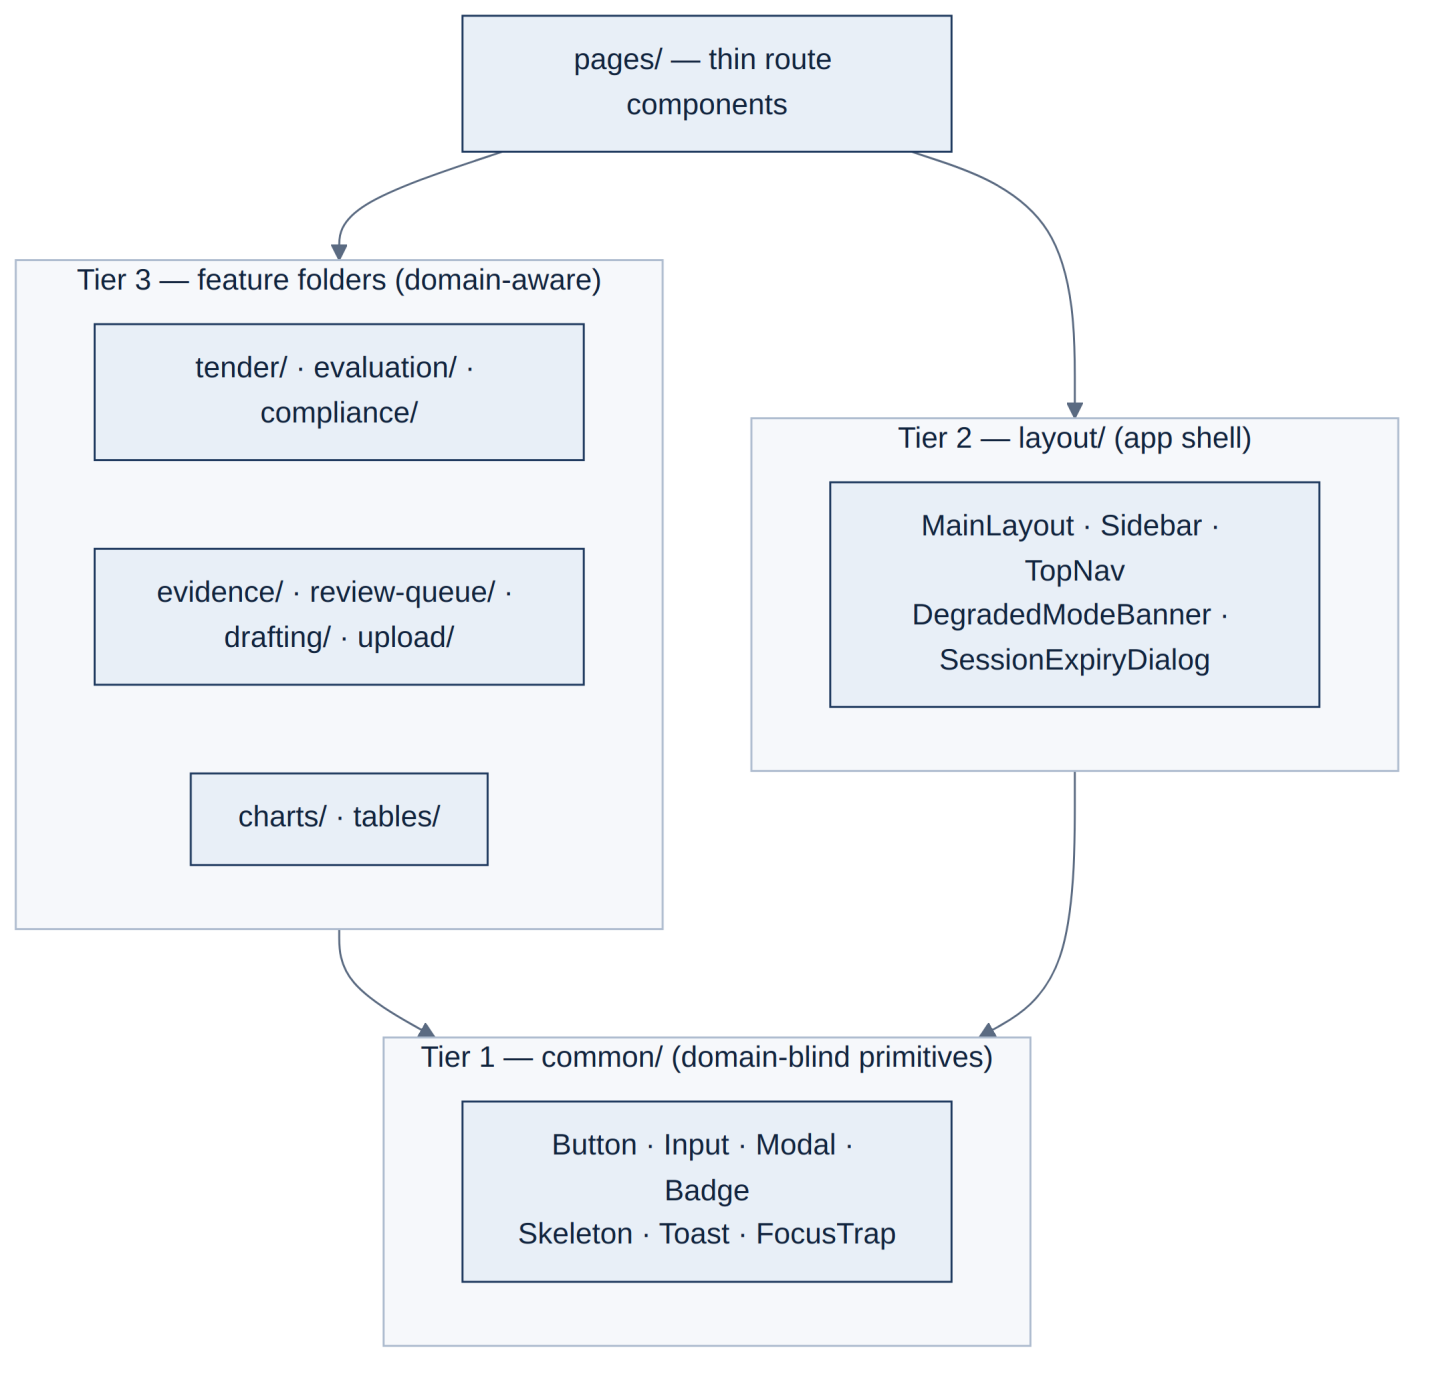 pages/ — thin route
components
Tier 3 — feature folders (domain-aware)
tender/ · evaluation/ ·
compliance/
evidence/ · review-queue/ ·
drafting/ · upload/
charts/ · tables/
Tier 2 — layout/ (app shell)
MainLayout · Sidebar ·
TopNav
DegradedModeBanner ·
SessionExpiryDialog
Tier 1 — common/ (domain-blind primitives)
Button · Input · Modal ·
Badge
Skeleton · Toast · FocusTrap